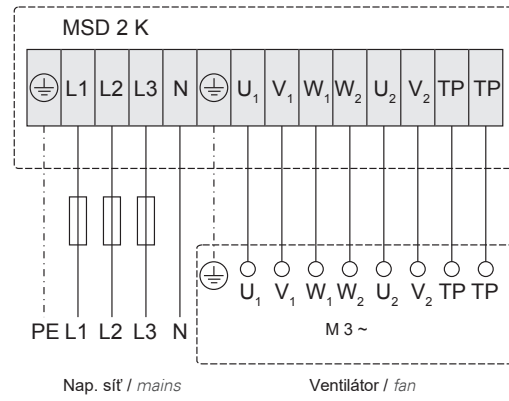 MSD 2 K
L1 L2 L3 N U₁ V₁ W₁ W₂ U₂ V₂ TP TP
U₁ V₁ W₁ W₂ U₂ V₂ TP TP
PE L1 L2 L3 N
M 3 ~
Nap. síť / mains
Ventilátor / fan